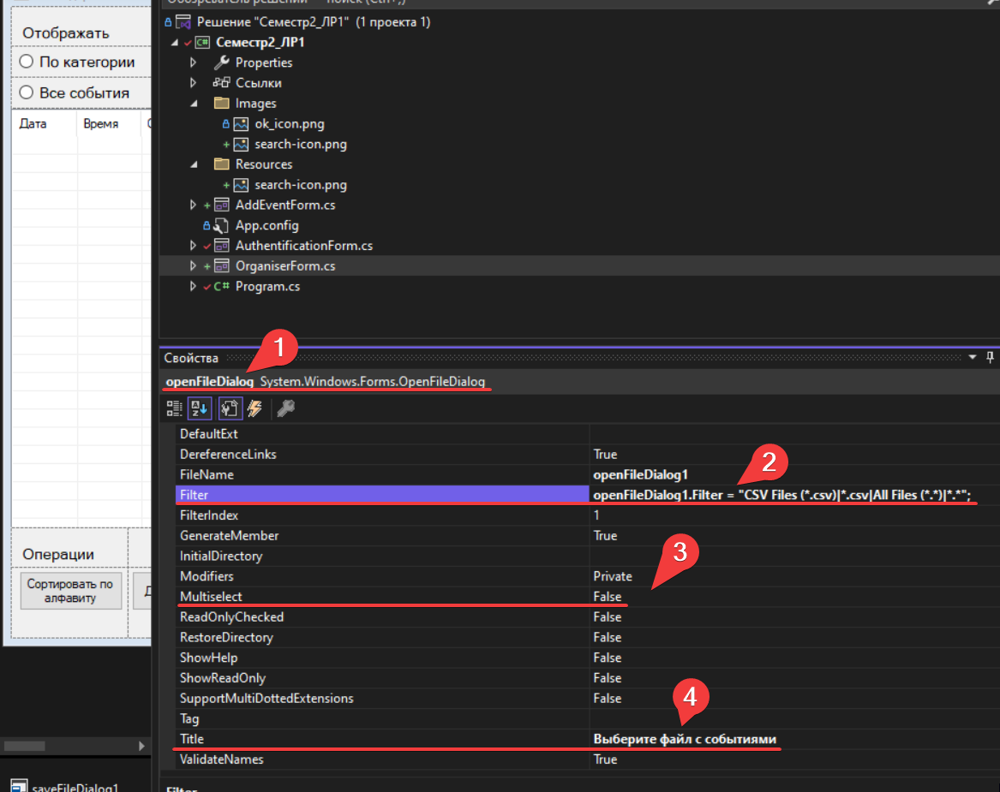 Отображать
По категории
Все события
Дата Время
Решение "Семестр2_ЛР1" (1 проекта 1)
C# Семестр2_ЛР1
Properties
Ссылки
Images
ok_icon.png
search-icon.png
Resources
search-icon.png
AddEventForm.cs
App.config
AuthentificationForm.cs
OrganiserForm.cs
C# Program.cs
Свойства
1
openFileDialog System.Windows.Forms.OpenFileDialog
DefaultExt
DereferenceLinks True
FileName openFileDialog1
2
Filter openFileDialog1.Filter = "CSV Files (*.csv)|*.csv|All Files (*.*)|*.*";
FilterIndex 1
GenerateMember True
InitialDirectory
Modifiers Private
3
Multiselect False
ReadOnlyChecked False
RestoreDirectory False
ShowHelp False
ShowReadOnly False
SupportMultiDottedExtensions False
4
Tag
Title Выберите файл с событиями
ValidateNames True
Filter
Операции
Сортировать по
алфавиту
saveFileDialog1